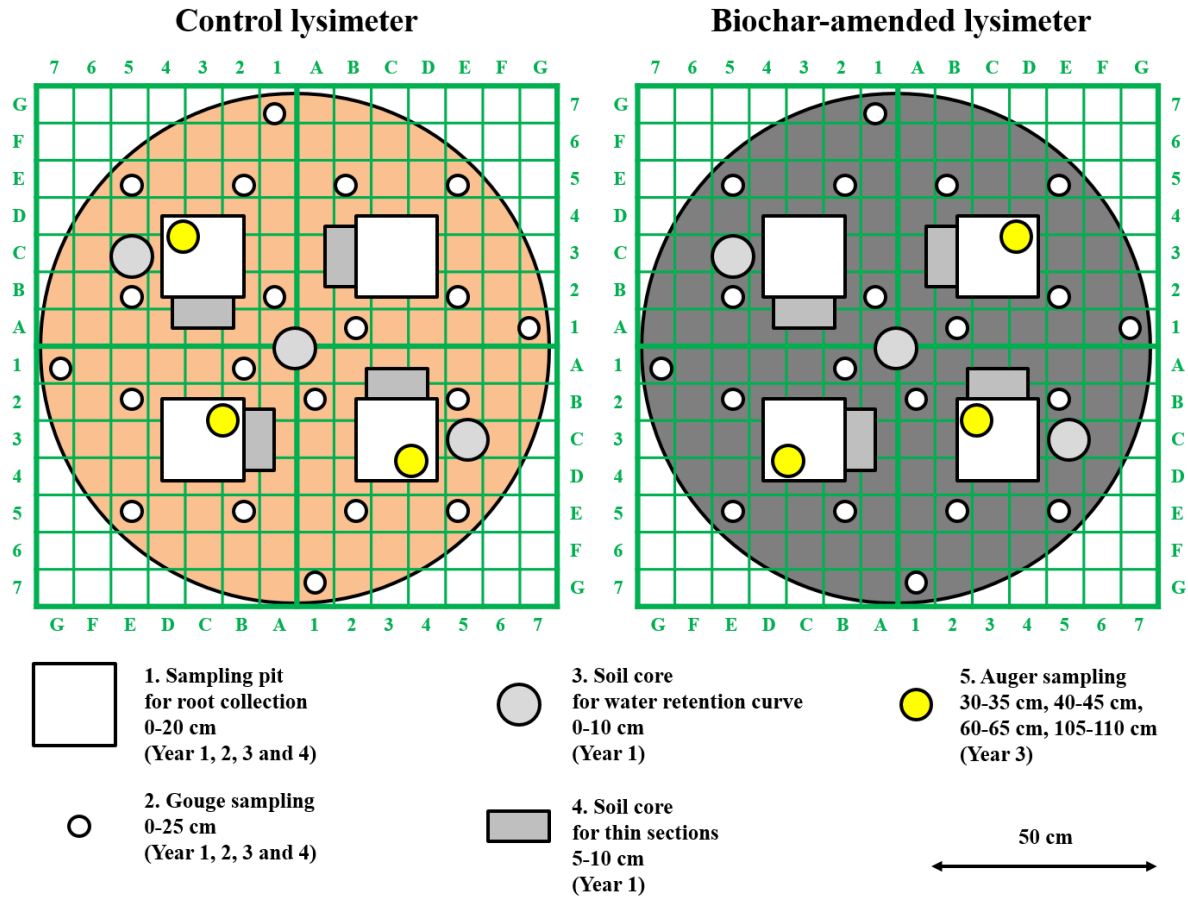 Control lysimeter
Biochar-amended lysimeter
7 6 5 4 3 2 1 A B C D E F G
7 6 5 4 3 2 1 A B C D E F G
G
F
E
D
C
B
A
1
2
3
4
5
6
7
7
6
5
4
3
2
1
A
B
C
D
E
F
G
G
F
E
D
C
B
A
1
2
3
4
5
6
7
7
6
5
4
3
2
1
A
B
C
D
E
F
G
G F E D C B A 1 2 3 4 5 6 7
G F E D C B A 1 2 3 4 5 6 7
1. Sampling pit
for root collection
0-20 cm
(Year 1, 2, 3 and 4)
2. Gouge sampling
0-25 cm
(Year 1, 2, 3 and 4)
3. Soil core
for water retention curve
0-10 cm
(Year 1)
4. Soil core
for thin sections
5-10 cm
(Year 1)
5. Auger sampling
30-35 cm, 40-45 cm,
60-65 cm, 105-110 cm
(Year 3)
50 cm